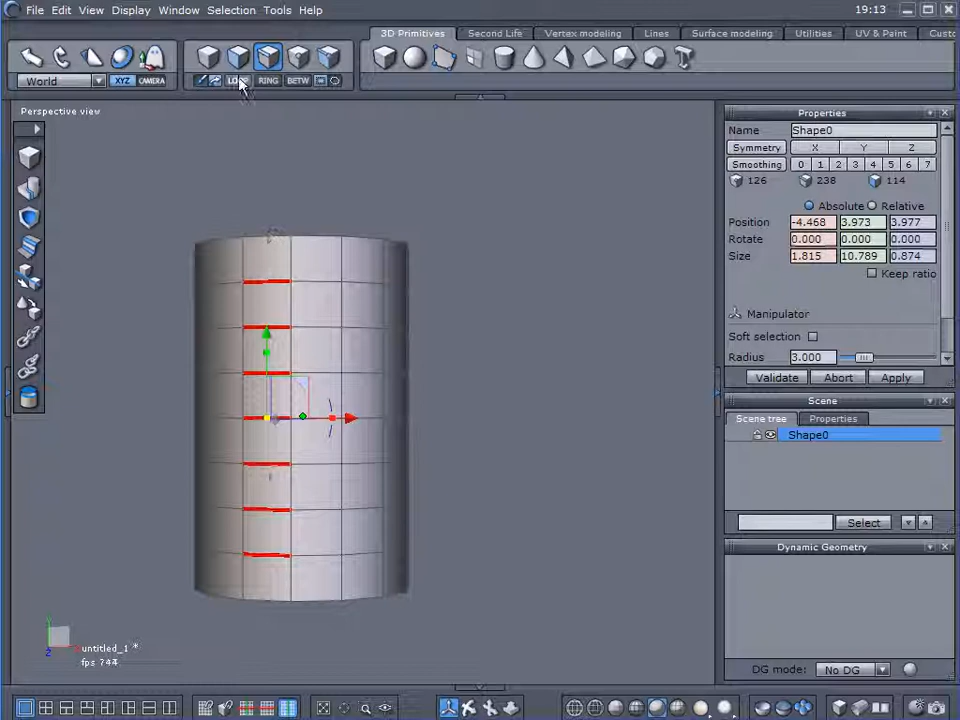 File Edit View Display Window Selection Tools Help 19:13
3D Primitives Second Life Vertex modeling Lines Surface modeling Utilities UV & Paint Custo
World XYZ CAMERA RING BETW
Perspective view
Properties
Name Shape0
Symmetry X Y Z
Smoothing 0 1 2 3 4 5 6 7
126 238 114
Absolute Relative
Position -4.468 3.973 3.977
Rotate 0.000 0.000 0.000
Size 1.815 10.789 0.874
Keep ratio
Manipulator
Soft selection
Radius 3.000
Validate Abort Apply
Scene
Scene tree Properties
Shape0
Select
Dynamic Geometry
DG mode: No DG
Y
Z
untitled_1 *
fps 744